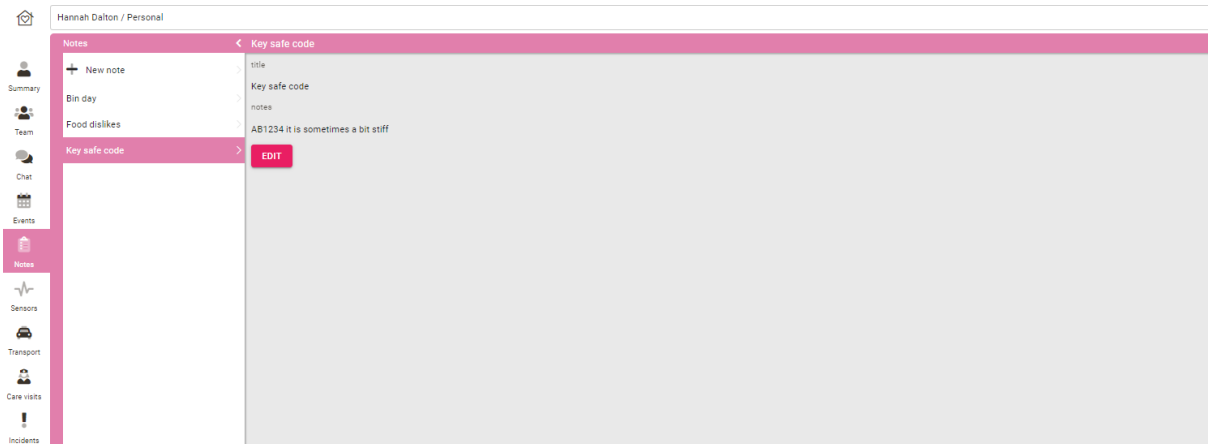 Hannah Dalton / Personal
Summary
Team
Chat
Events
Notes
Sensors
Transport
Care visits
Incidents
Notes
New note
Bin day
Food dislikes
Key safe code
Key safe code
title
Key safe code
notes
AB1234 it is sometimes a bit stiff
EDIT